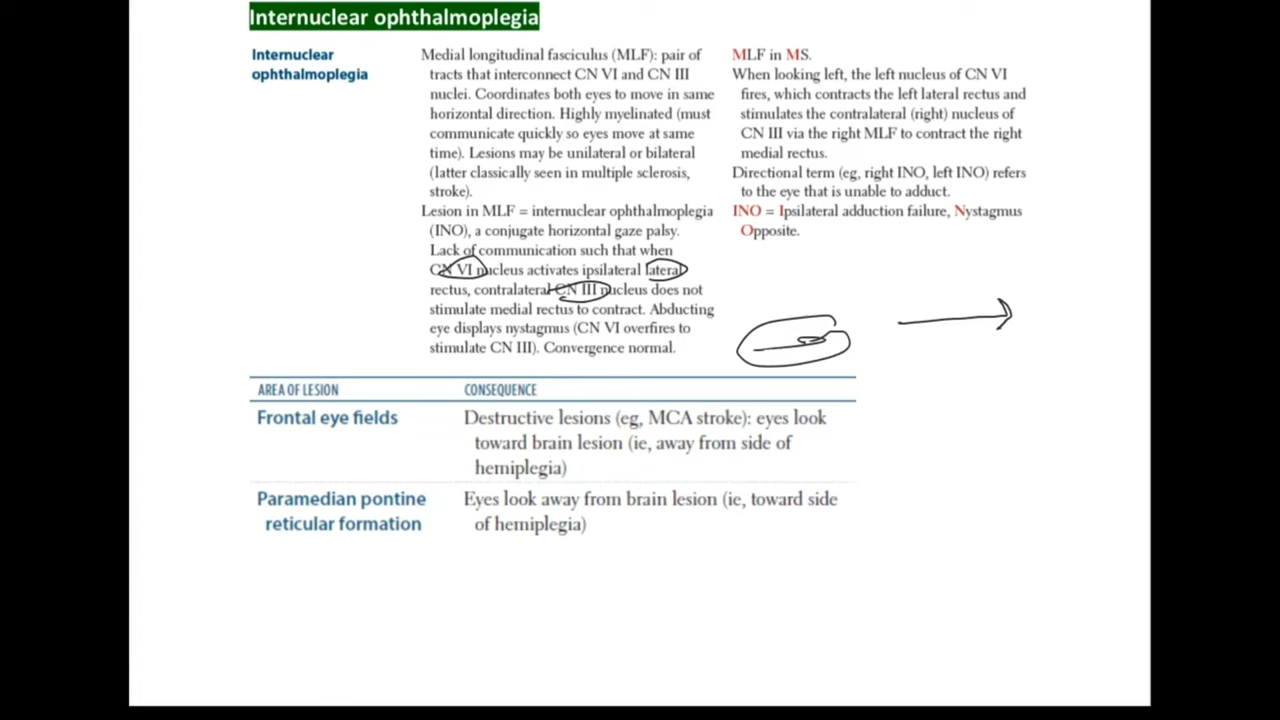 Internuclear ophthalmoplegia
Internuclear
ophthalmoplegia
Medial longitudinal fasciculus (MLF): pair of
tracts that interconnect CN VI and CN III
nuclei. Coordinates both eyes to move in same
horizontal direction. Highly myelinated (must
communicate quickly so eyes move at same
time). Lesions may be unilateral or bilateral
(latter classically seen in multiple sclerosis,
stroke).
Lesion in MLF = internuclear ophthalmoplegia
(INO), a conjugate horizontal gaze palsy.
Lack of communication such that when
CN VI nucleus activates ipsilateral lateral
rectus, contralateral CN III nucleus does not
stimulate medial rectus to contract. Abducting
eye displays nystagmus (CN VI overfires to
stimulate CN III). Convergence normal.
MLF in MS.
When looking left, the left nucleus of CN VI
fires, which contracts the left lateral rectus and
stimulates the contralateral (right) nucleus of
CN III via the right MLF to contract the right
medial rectus.
Directional term (eg, right INO, left INO) refers
to the eye that is unable to adduct.
INO = Ipsilateral adduction failure, Nystagmus
Opposite.
AREA OF LESION
CONSEQUENCE
Frontal eye fields
Destructive lesions (eg, MCA stroke): eyes look
toward brain lesion (ie, away from side of
hemiplegia)
Paramedian pontine
reticular formation
Eyes look away from brain lesion (ie, toward side
of hemiplegia)